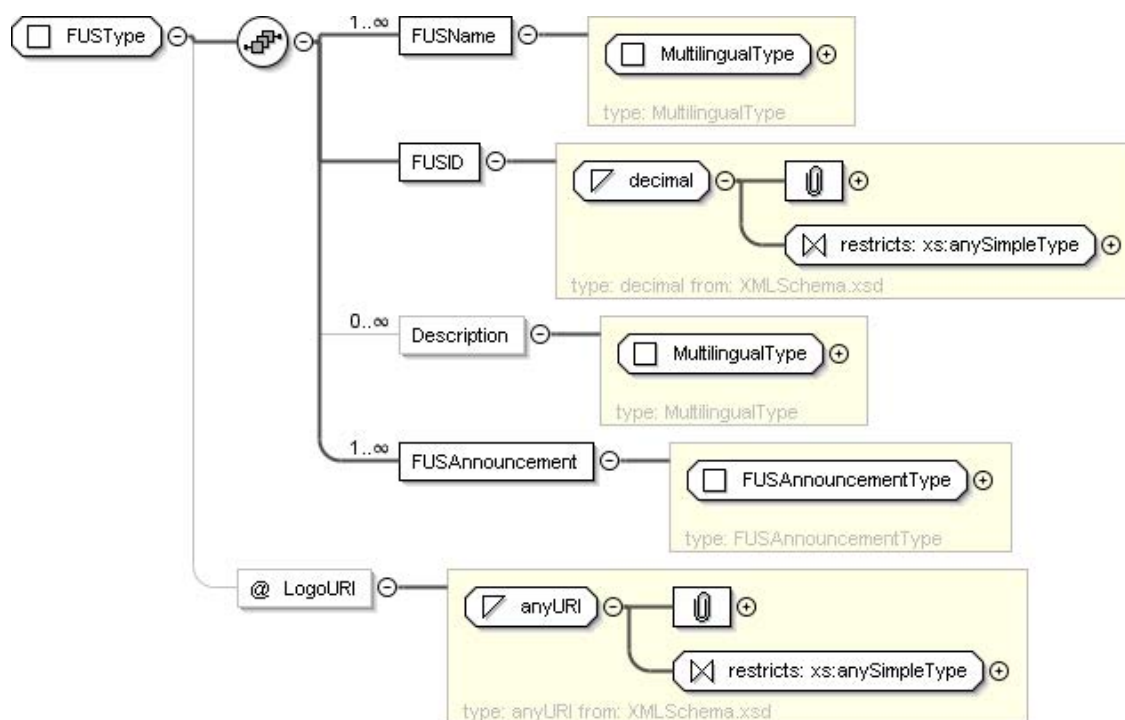 FUSType
1..∞
FUSName
MultilingualType
type: MultilingualType
FUSID
decimal
restricts: xs:anySimpleType
type: decimal from: XMLSchema.xsd
0..∞
Description
MultilingualType
type: MultilingualType
1..∞
FUSAnnouncement
FUSAnnouncementType
type: FUSAnnouncementType
@ LogoURI
anyURI
restricts: xs:anySimpleType
type: anyURI from: XMLSchema.xsd